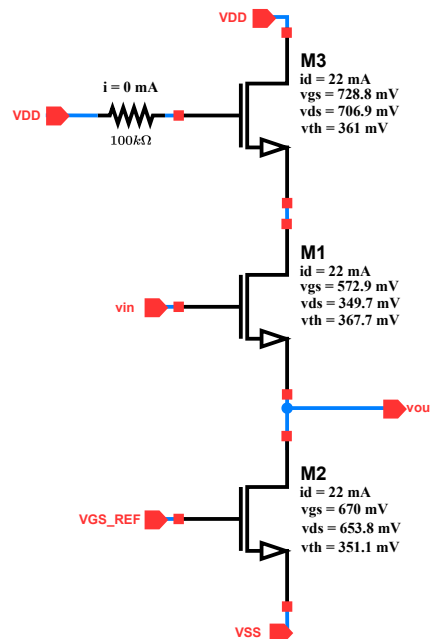 VDD
M3
id = 22 mA
vgs = 728.8 mV
vds = 706.9 mV
vth = 361 mV
i = 0 mA
VDD
100kΩ
M1
id = 22 mA
vgs = 572.9 mV
vds = 349.7 mV
vth = 367.7 mV
vin
vou
M2
id = 22 mA
vgs = 670 mV
vds = 653.8 mV
vth = 351.1 mV
VGS_REF
VSS